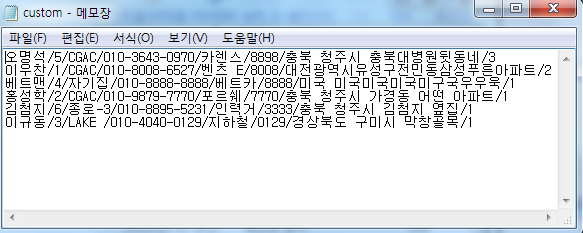 custom - 메모장
파일(F) 편집(E) 서식(O) 보기(V) 도움말(H)
오명석/5/CGAC/010-3643-0970/카렌스/8898/충북 청주시 충북대병원뒷동네/3
이우찬/1/CGAC/010-8008-6527/벤츠 E/8008/대전광역시유성구전민동삼성푸른아파트/2
베트맨/4/자기집/010-8888-8888/베트카/8888/미국 미국미국미국미구국우우욱/1
홍성학/2/CGAC/010-9879-7770/포르쉐/7770/충북 청주시 가경동 어떤 아파트/1
김첨지/6/종로-3/010-8895-5231/인력거/3333/충북 청주시 김첨지 옆집/1
이규동/3/LAKE /010-4040-0129/지하철/0129/경상북도 구미시 막창골목/1